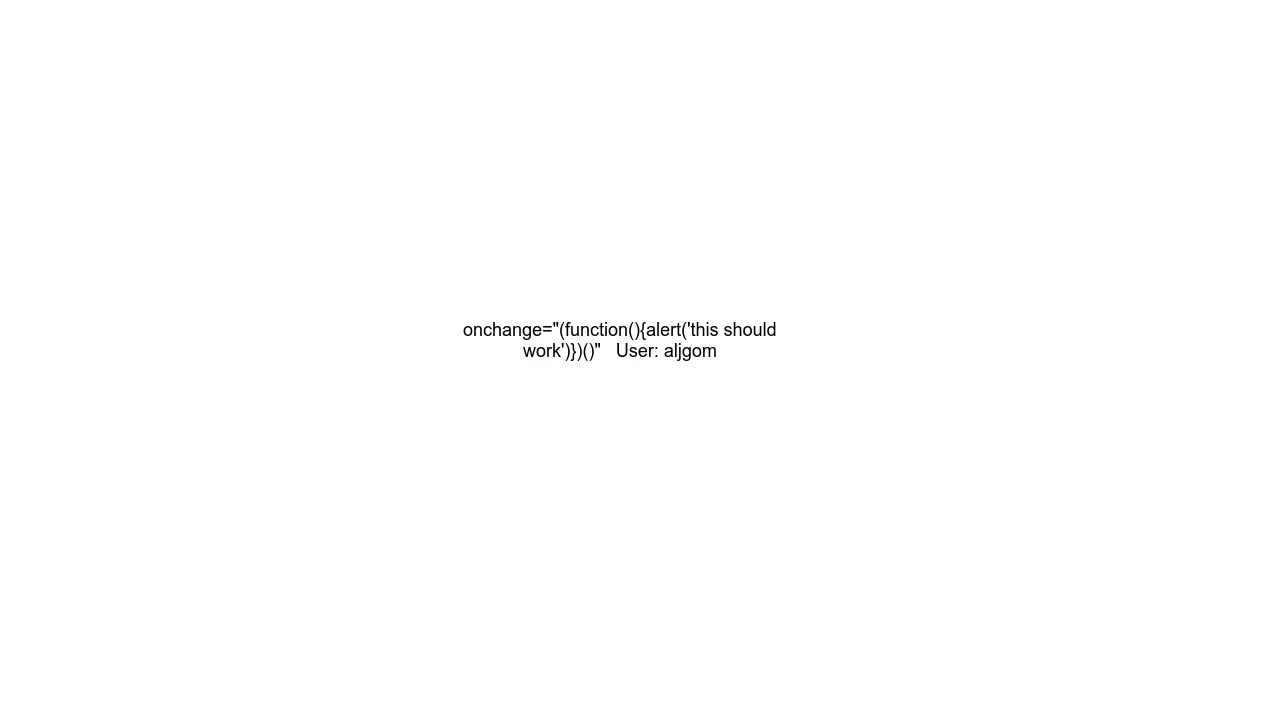 onchange="(function(){alert('this should
work')})()"   User: aljgom